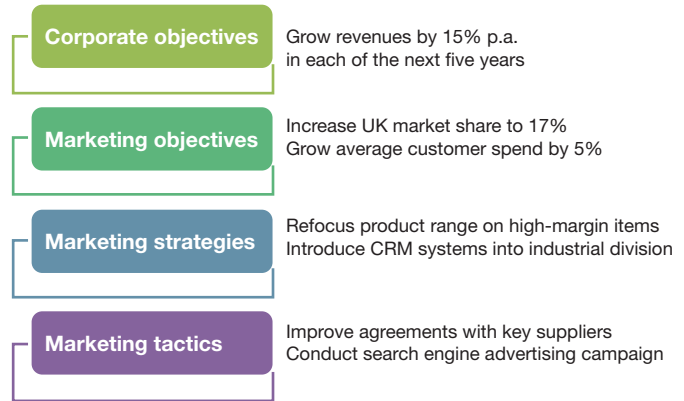 Corporate objectives
Grow revenues by 15% p.a.
in each of the next five years
Marketing objectives
Increase UK market share to 17%
Grow average customer spend by 5%
Marketing strategies
Refocus product range on high-margin items
Introduce CRM systems into industrial division
Marketing tactics
Improve agreements with key suppliers
Conduct search engine advertising campaign